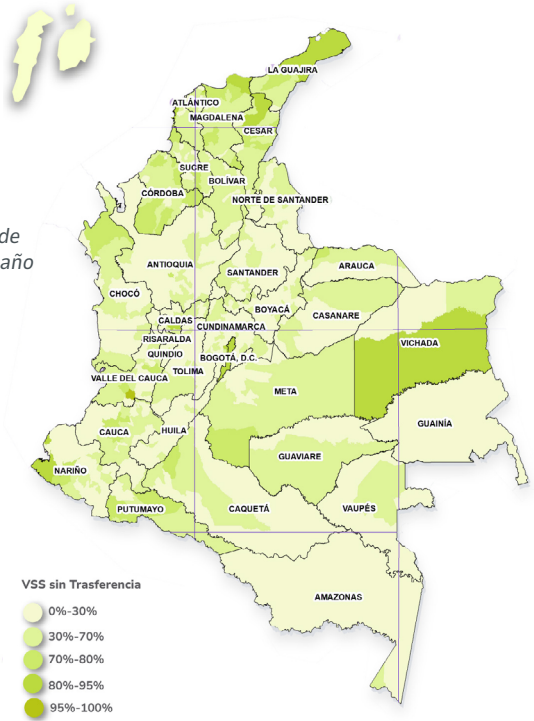 LA GUAJIRA
ATLÁNTICO
MAGDALENA
CESAR
SUCRE
BOLÍVAR
CÓRDOBA
NORTE DE SANTANDER
de
año
ANTIOQUIA
ARAUCA
SANTANDER
CHOCÓ
BOYACÁ
CASANARE
CALDAS
CUNDINAMARCA
RISARALDA
VICHADA
QUINDIO
BOGOTÁ, D.C.
TOLIMA
VALLE DEL CAUCA
META
GUAINÍA
CAUCA
HUILA
GUAVIARE
NARIÑO
PUTUMAYO
CAQUETÁ
VAUPÉS
VSS sin Trasferencia
AMAZONAS
0%-30%
30%-70%
70%-80%
80%-95%
95%-100%